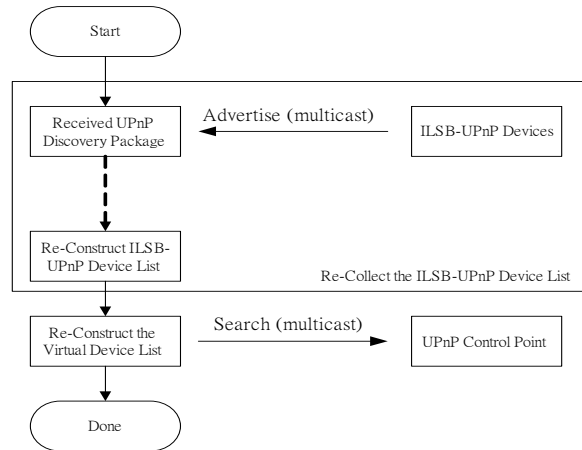 Start
Received UPnP
Discovery Package
Advertise (multicast)
ILSB-UPnP Devices
Re-Construct ILSB-
UPnP Device List
Re-Collect the ILSB-UPnP Device List
Re-Construct the
Virtual Device List
Search (multicast)
UPnP Control Point
Done